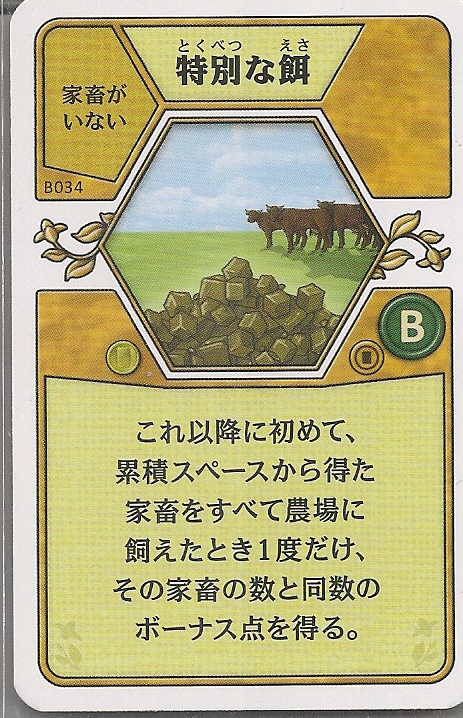 とくべつ えさ
特別な餌
家畜が
いない
B034
B
これ以降に初めて、
累積スペースから得た
家畜をすべて農場に
飼えたとき1度だけ、
その家畜の数と同数の
ボーナス点を得る。